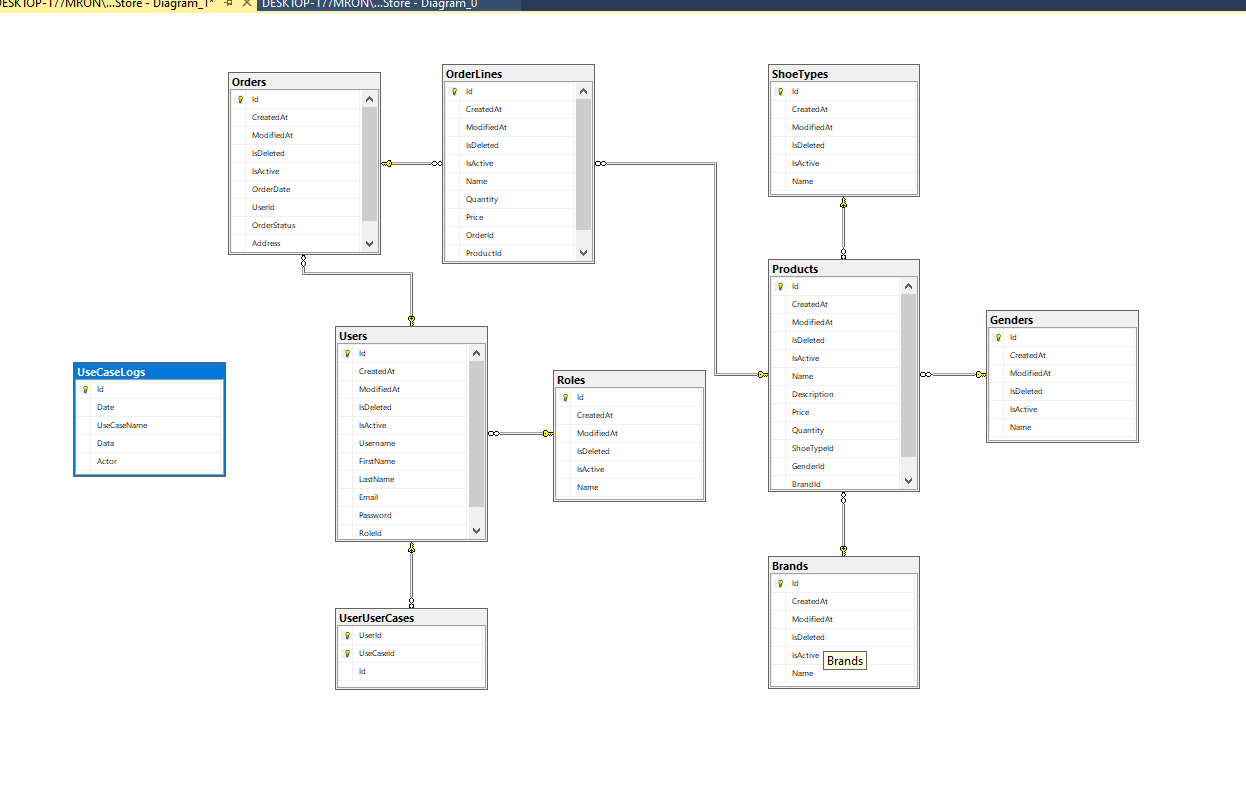 DESKTOP-T77MRON\...Store - Diagram_1*
DESKTOP-T77MRON\...Store - Diagram_0
Orders
Id
CreatedAt
ModifiedAt
IsDeleted
IsActive
OrderDate
UserId
OrderStatus
Address
OrderLines
Id
CreatedAt
ModifiedAt
IsDeleted
IsActive
Name
Quantity
Price
OrderId
ProductId
ShoeTypes
Id
CreatedAt
ModifiedAt
IsDeleted
IsActive
Name
Products
Id
CreatedAt
ModifiedAt
IsDeleted
IsActive
Name
Description
Price
Quantity
ShoeTypeId
GenderId
BrandId
Genders
Id
CreatedAt
ModifiedAt
IsDeleted
IsActive
Name
Users
Id
CreatedAt
ModifiedAt
IsDeleted
IsActive
Username
FirstName
LastName
Email
Password
RoleId
UseCaseLogs
Id
Date
UseCaseName
Data
Actor
Roles
Id
CreatedAt
ModifiedAt
IsDeleted
IsActive
Name
Brands
Id
CreatedAt
ModifiedAt
IsDeleted
IsActive
Brands
Name
UserUserCases
UserId
UseCaseId
Id